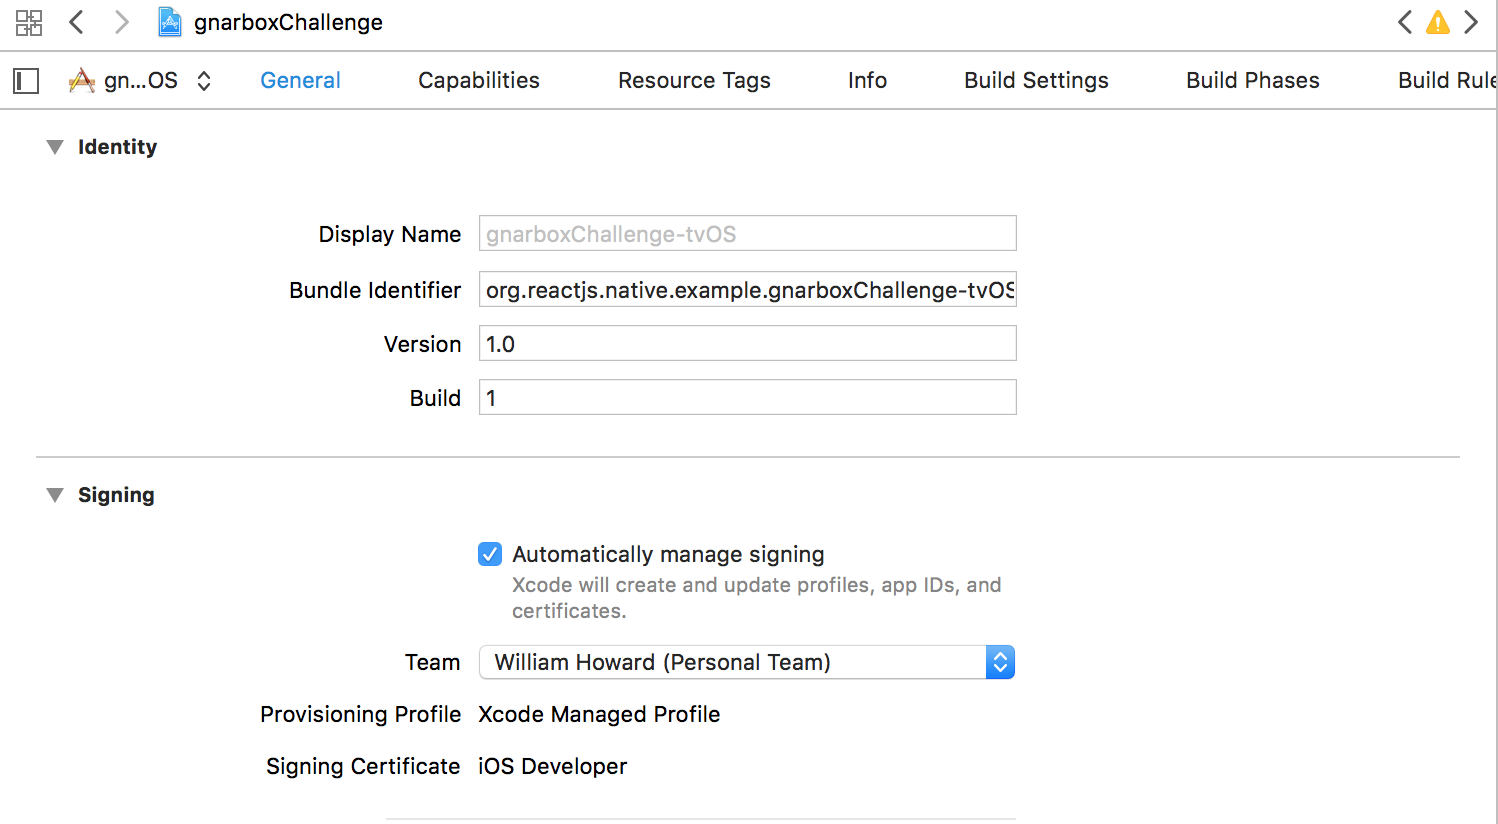 gnarboxChallenge
gn...OS General Capabilities Resource Tags Info Build Settings Build Phases Build Rule
Identity
Display Name gnarboxChallenge-tvOS
Bundle Identifier org.reactjs.native.example.gnarboxChallenge-tvOS
Version 1.0
Build 1
Signing
Automatically manage signing
Xcode will create and update profiles, app IDs, and
certificates.
Team William Howard (Personal Team)
Provisioning Profile Xcode Managed Profile
Signing Certificate iOS Developer